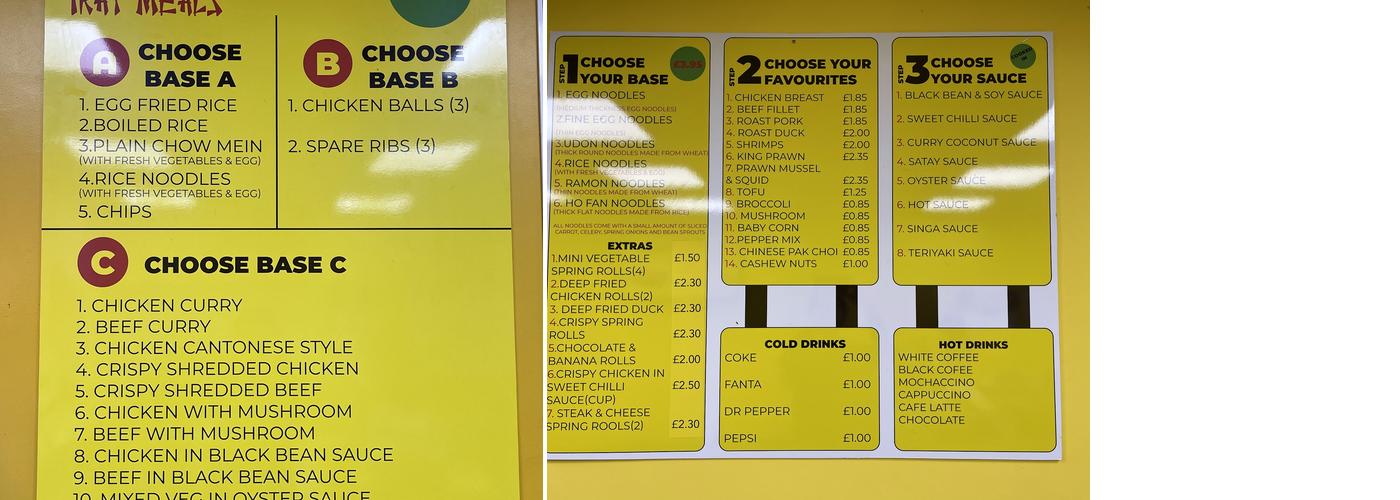 TRAY MEALS
A CHOOSE
BASE A
1. EGG FRIED RICE
2.BOILED RICE
3.PLAIN CHOW MEIN
(WITH FRESH VEGETABLES & EGG)
4.RICE NOODLES
(WITH FRESH VEGETABLES & EGG)
5. CHIPS
B CHOOSE
BASE B
1. CHICKEN BALLS (3)
2. SPARE RIBS (3)
C CHOOSE BASE C
1. CHICKEN CURRY
2. BEEF CURRY
3. CHICKEN CANTONESE STYLE
4. CRISPY SHREDDED CHICKEN
5. CRISPY SHREDDED BEEF
6. CHICKEN WITH MUSHROOM
7. BEEF WITH MUSHROOM
8. CHICKEN IN BLACK BEAN SAUCE
9. BEEF IN BLACK BEAN SAUCE
10. MIXED VEG IN OYSTER SAUCE
STEP 1 CHOOSE
YOUR BASE
£3.95
1. EGG NOODLES
(MEDIUM THICKNESS EGG NOODLES)
2.FINE EGG NOODLES
(THIN EGG NOODLES)
3.UDON NOODLES
(THICK ROUND NOODLES MADE FROM WHEAT)
4.RICE NOODLES
(WITH FRESH VEGETABLES & EGG)
5. RAMON NOODLES
(THIN NOODLES MADE FROM WHEAT)
6. HO FAN NOODLES
(THICK FLAT NOODLES MADE FROM RICE)
ALL NOODLES COME WITH A SMALL AMOUNT OF SLICED
CARROT, CELERY, SPRING ONIONS AND BEAN SPROUTS
EXTRAS
1.MINI VEGETABLE £1.50
SPRING ROLLS(4)
2.DEEP FRIED £2.30
CHICKEN ROLLS(2)
3. DEEP FRIED DUCK £2.30
4.CRISPY SPRING
ROLLS £2.30
5.CHOCOLATE &
BANANA ROLLS £2.00
6.CRISPY CHICKEN IN
SWEET CHILLI £2.50
SAUCE(CUP)
7. STEAK & CHEESE
SPRING ROOLS(2) £2.30
STEP 2 CHOOSE YOUR
FAVOURITES
1. CHICKEN BREAST £1.85
2. BEEF FILLET £1.85
3. ROAST PORK £1.85
4. ROAST DUCK £2.00
5. SHRIMPS £2.00
6. KING PRAWN £2.35
7. PRAWN MUSSEL
& SQUID £2.35
8. TOFU £1.25
9. BROCCOLI £0.85
10. MUSHROOM £0.85
11. BABY CORN £0.85
12.PEPPER MIX £0.85
13. CHINESE PAK CHOI £0.85
14. CASHEW NUTS £1.00
STEP 3 CHOOSE
YOUR SAUCE
1. BLACK BEAN & SOY SAUCE
2. SWEET CHILLI SAUCE
3. CURRY COCONUT SAUCE
4. SATAY SAUCE
5. OYSTER SAUCE
6. HOT SAUCE
7. SINGA SAUCE
8. TERIYAKI SAUCE
COLD DRINKS
COKE £1.00
FANTA £1.00
DR PEPPER £1.00
PEPSI £1.00
HOT DRINKS
WHITE COFFEE
BLACK COFEE
MOCHACCINO
CAPPUCCINO
CAFE LATTE
CHOCOLATE